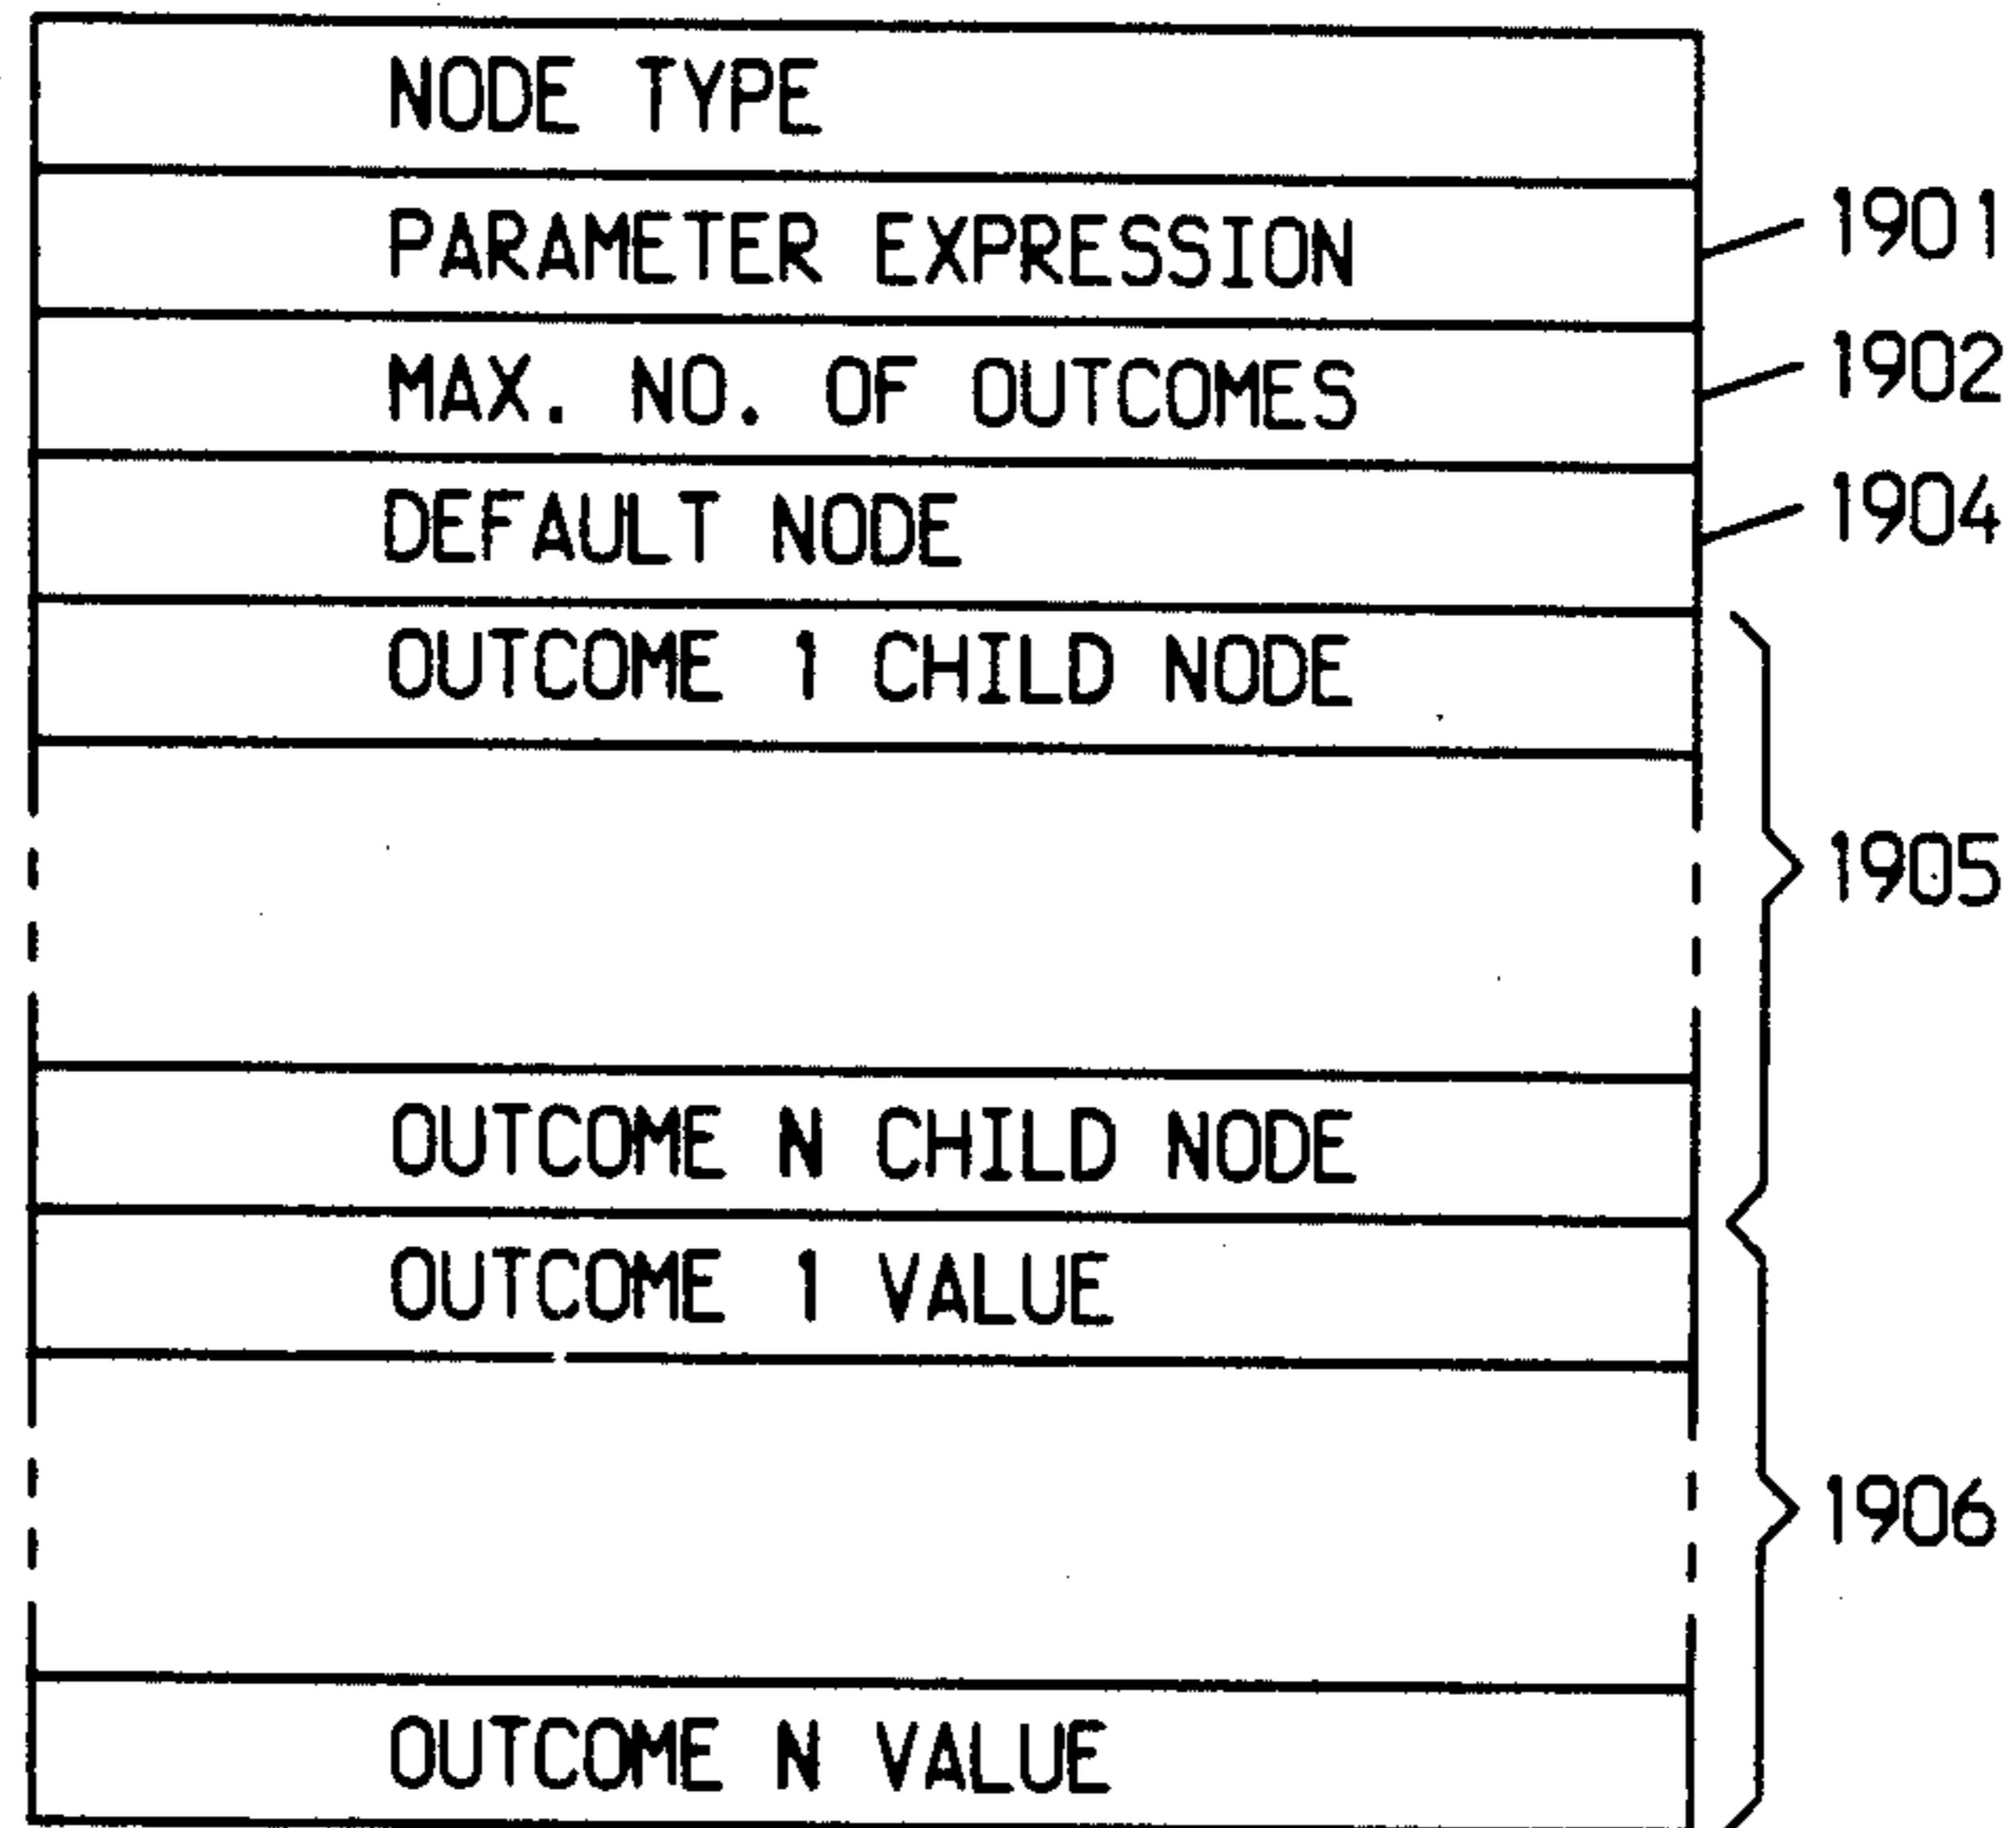 NODE TYPE
PARAMETER EXPRESSION 1901
MAX. NO. OF OUTCOMES 1902
DEFAULT NODE 1904
OUTCOME 1 CHILD NODE
1905
OUTCOME N CHILD NODE
OUTCOME 1 VALUE
1906
OUTCOME N VALUE